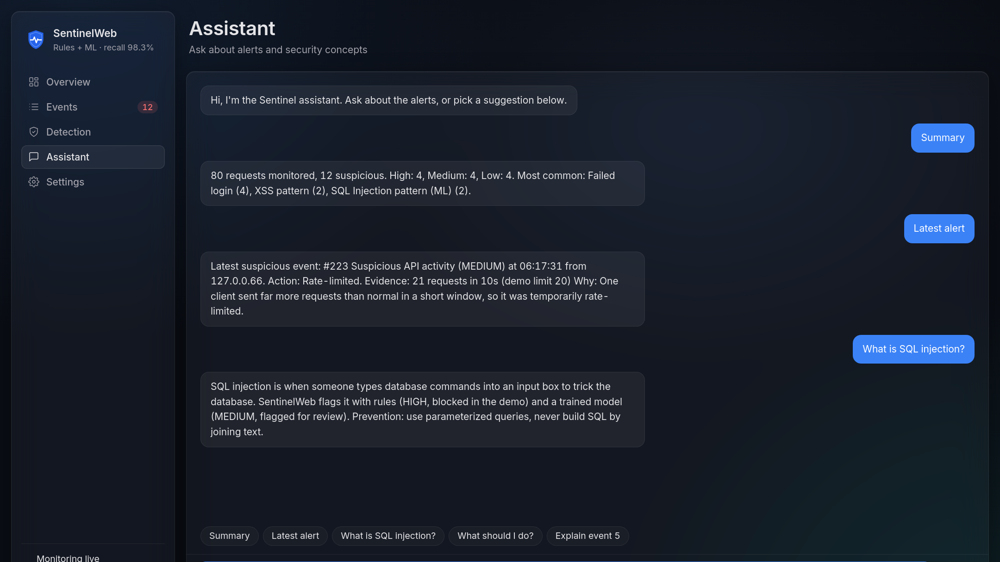 SentinelWeb
Rules + ML · recall 98.3%
Overview
Events
12
Detection
Assistant
Settings
Monitoring live
Assistant
Ask about alerts and security concepts
Hi, I'm the Sentinel assistant. Ask about the alerts, or pick a suggestion below.
Summary
80 requests monitored, 12 suspicious. High: 4, Medium: 4, Low: 4. Most common: Failed
login (4), XSS pattern (2), SQL Injection pattern (ML) (2).
Latest alert
Latest suspicious event: #223 Suspicious API activity (MEDIUM) at 06:17:31 from
127.0.0.66. Action: Rate-limited. Evidence: 21 requests in 10s (demo limit 20) Why: One
client sent far more requests than normal in a short window, so it was temporarily rate-
limited.
What is SQL injection?
SQL injection is when someone types database commands into an input box to trick the
database. SentinelWeb flags it with rules (HIGH, blocked in the demo) and a trained model
(MEDIUM, flagged for review). Prevention: use parameterized queries, never build SQL by
joining text.
Summary
Latest alert
What is SQL injection?
What should I do?
Explain event 5